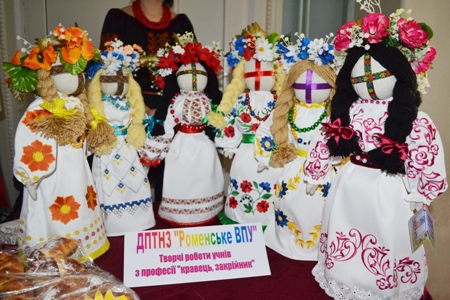 ДПТНЗ "Роменське ВПУ"
Творчі роботи учнів
з професії "кравець, закрійник"